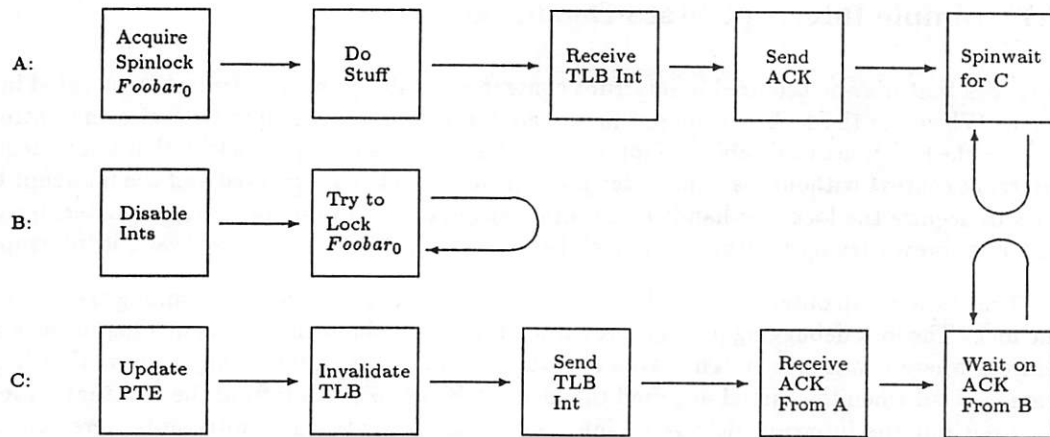 A:
Acquire
Spinlock
Foobar₀
Do
Stuff
Receive
TLB Int
Send
ACK
Spinwait
for C
B:
Disable
Ints
Try to
Lock
Foobar₀
C:
Update
PTE
Invalidate
TLB
Send
TLB
Int
Receive
ACK
From A
Wait on
ACK
From B